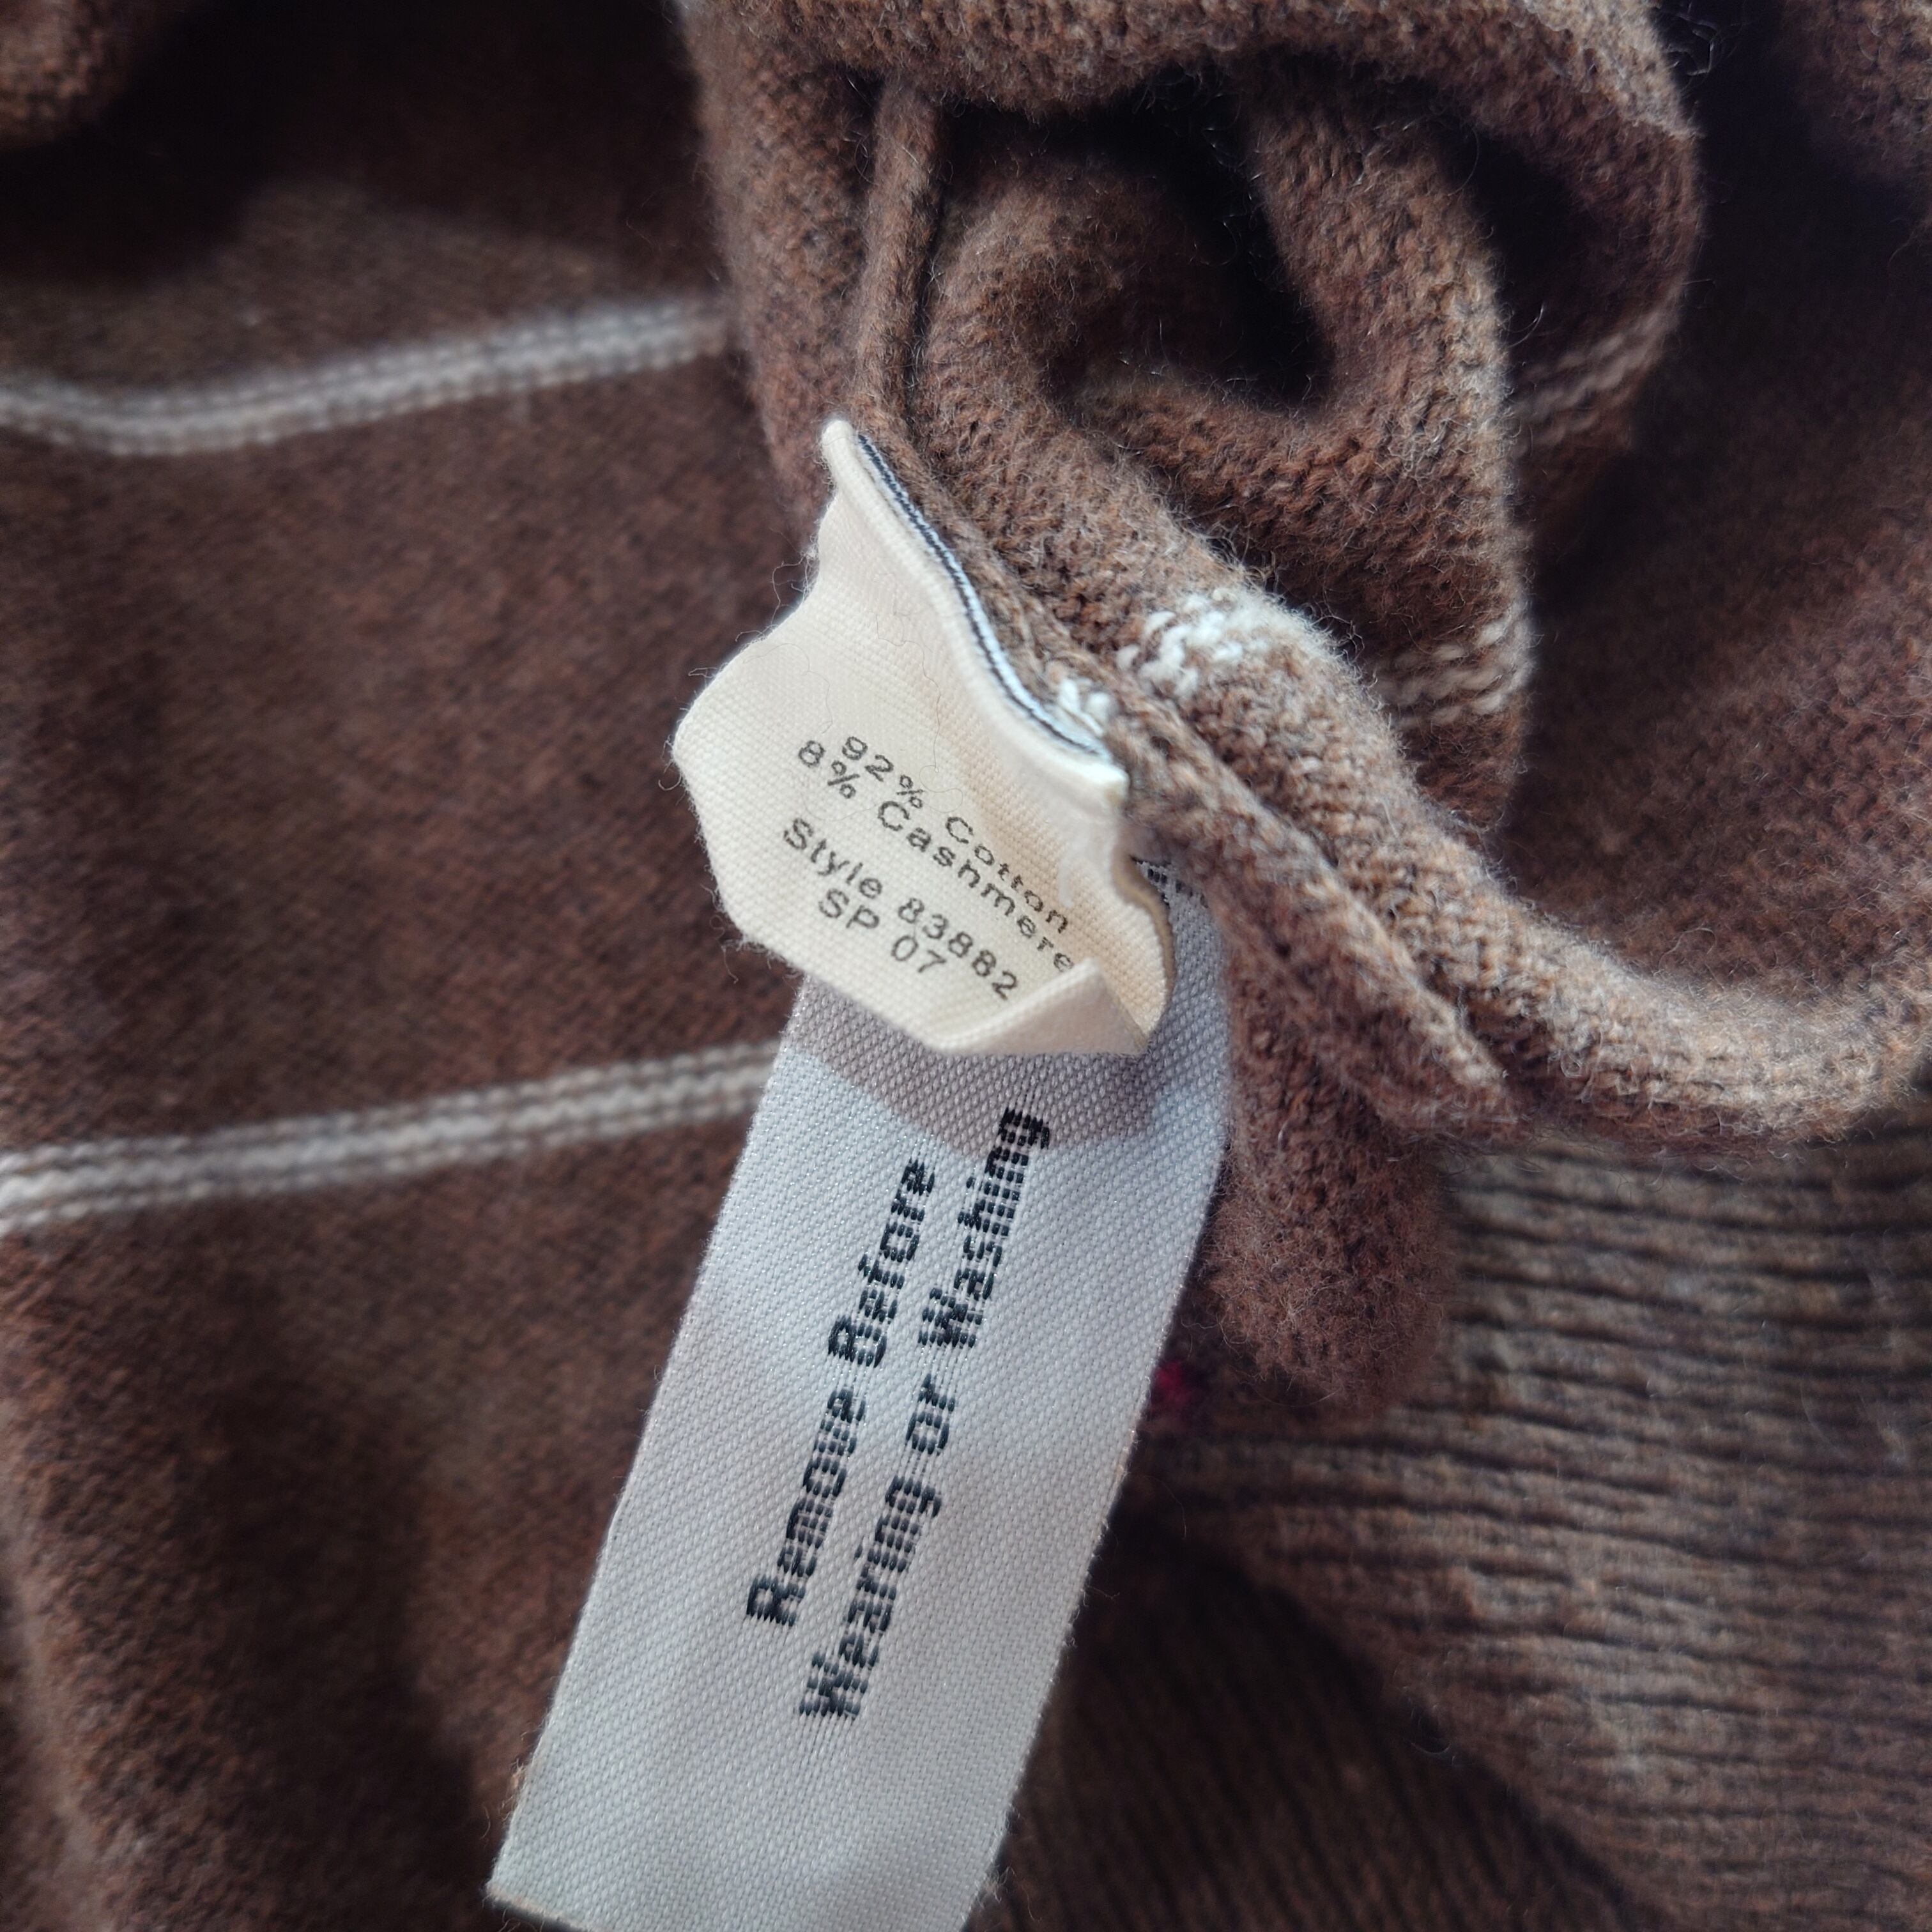 92% Cotton
8% Cashmere
Style 83882
SP 07
Remove Before
Wearing or Washing